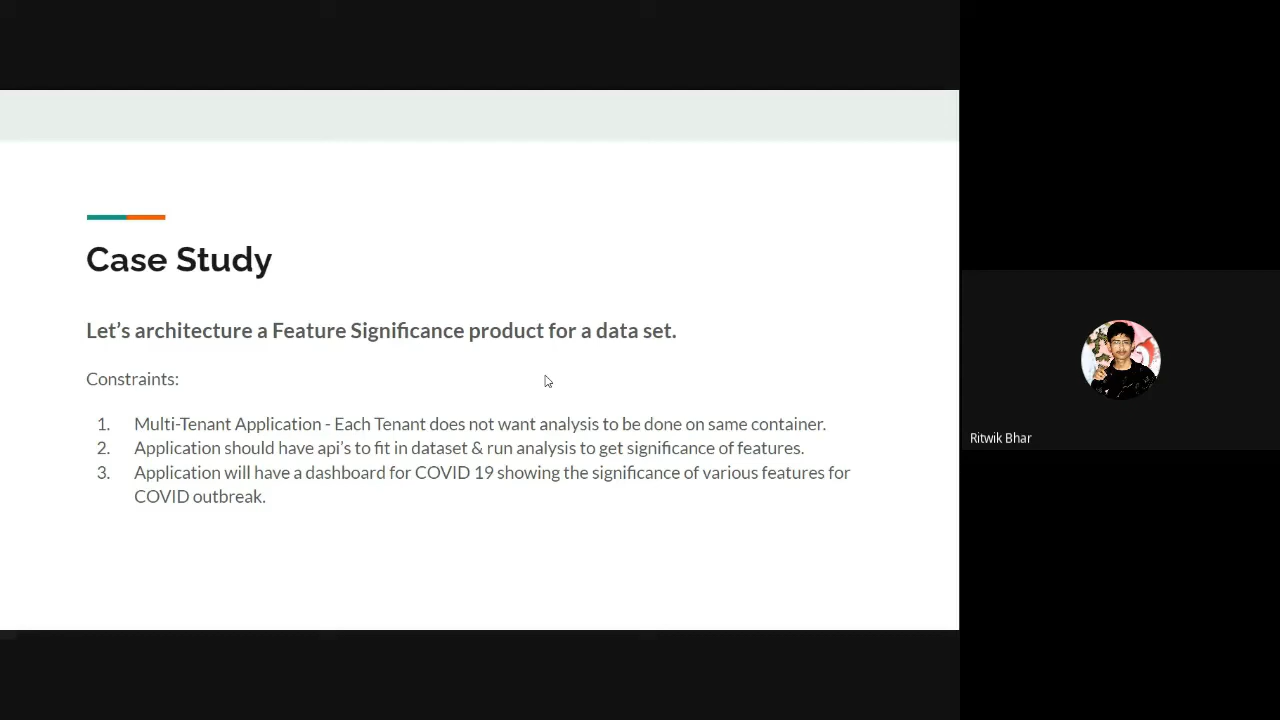 Case Study
Let's architecture a Feature Significance product for a data set.
Constraints:
1. Multi-Tenant Application - Each Tenant does not want analysis to be done on same container.
2. Application should have api's to fit in dataset & run analysis to get significance of features.
3. Application will have a dashboard for COVID 19 showing the significance of various features for
COVID outbreak.
Ritwik Bhar